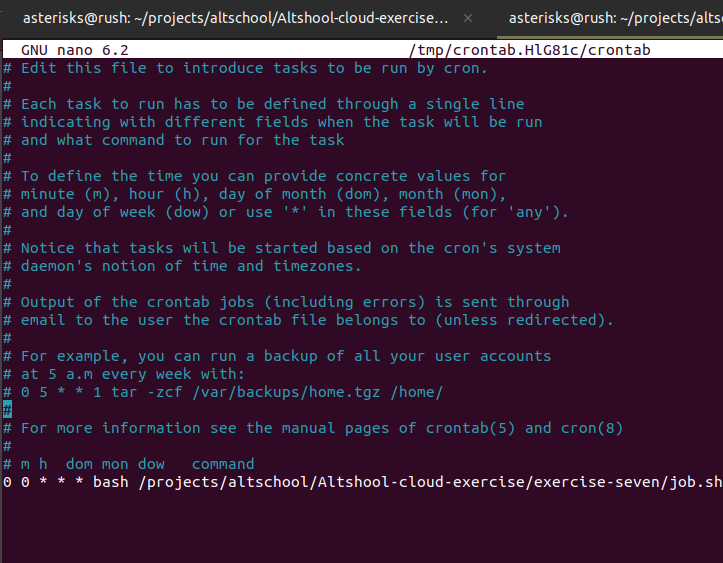 asterisks@rush: ~/projects/altschool/Altshool-cloud-exercise... × asterisks@rush: ~/projects/alts
GNU nano 6.2 /tmp/crontab.HlG81c/crontab
# Edit this file to introduce tasks to be run by cron.
#
# Each task to run has to be defined through a single line
# indicating with different fields when the task will be run
# and what command to run for the task
#
# To define the time you can provide concrete values for
# minute (m), hour (h), day of month (dom), month (mon),
# and day of week (dow) or use '*' in these fields (for 'any').
#
# Notice that tasks will be started based on the cron's system
# daemon's notion of time and timezones.
#
# Output of the crontab jobs (including errors) is sent through
# email to the user the crontab file belongs to (unless redirected).
#
# For example, you can run a backup of all your user accounts
# at 5 a.m every week with:
# 0 5 * * 1 tar -zcf /var/backups/home.tgz /home/
#
# For more information see the manual pages of crontab(5) and cron(8)
#
# m h  dom mon dow   command
0 0 * * * bash /projects/altschool/Altshool-cloud-exercise/exercise-seven/job.sh